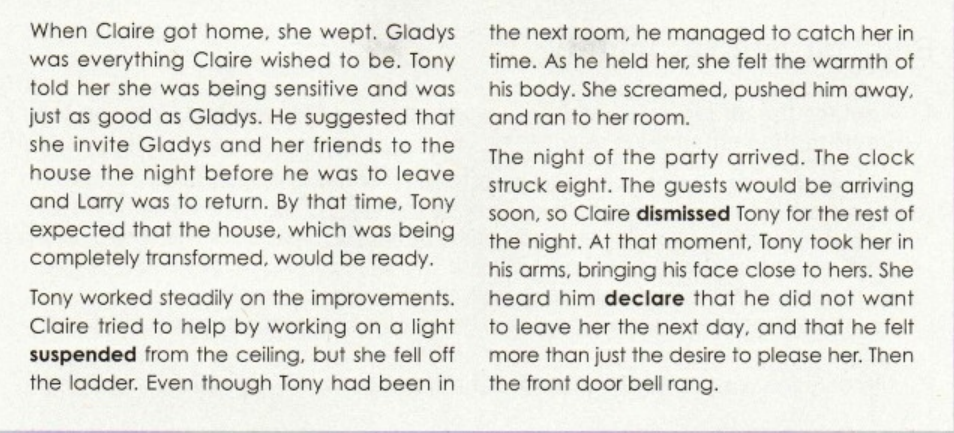 When Claire got home, she wept. Gladys
was everything Claire wished to be. Tony
told her she was being sensitive and was
just as good as Gladys. He suggested that
she invite Gladys and her friends to the
house the night before he was to leave
and Larry was to return. By that time, Tony
expected that the house, which was being
completely transformed, would be ready.
Tony worked steadily on the improvements.
Claire tried to help by working on a light
suspended from the ceiling, but she fell off
the ladder. Even though Tony had been in
the next room, he managed to catch her in
time. As he held her, she felt the warmth of
his body. She screamed, pushed him away,
and ran to her room.
The night of the party arrived. The clock
struck eight. The guests would be arriving
soon, so Claire dismissed Tony for the rest of
the night. At that moment, Tony took her in
his arms, bringing his face close to hers. She
heard him declare that he did not want
to leave her the next day, and that he felt
more than just the desire to please her. Then
the front door bell rang.